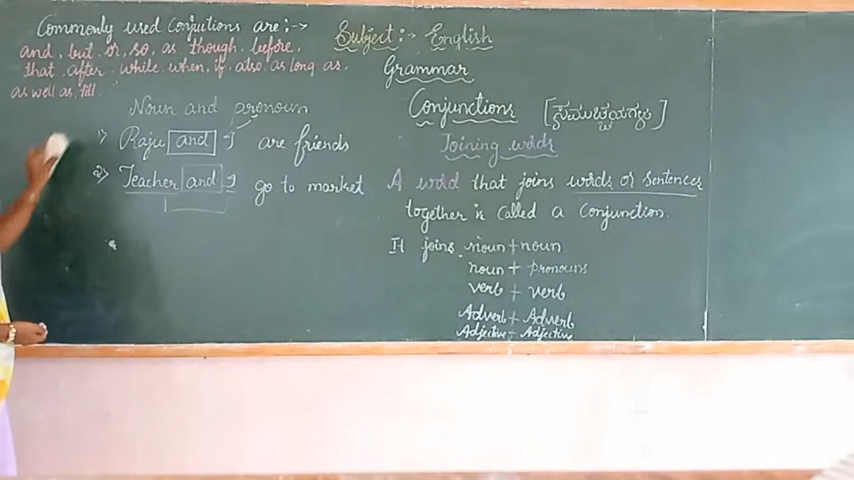 Commonly used Conjuctions are :->
and, but, or, so, as, though, before,
that, after, while, when, if, also, as long as,
as well as, till.
Noun and pronoun
1) Raju and I are friends
2) Teacher and I go to market
Subject :- English
Grammar
Conjunctions
Joining words
A word that joins words or sentences
together is called a conjunction.
It joins noun + noun
noun + pronouns
verb + verb
Adverb + Adverb
Adjective - Adjective